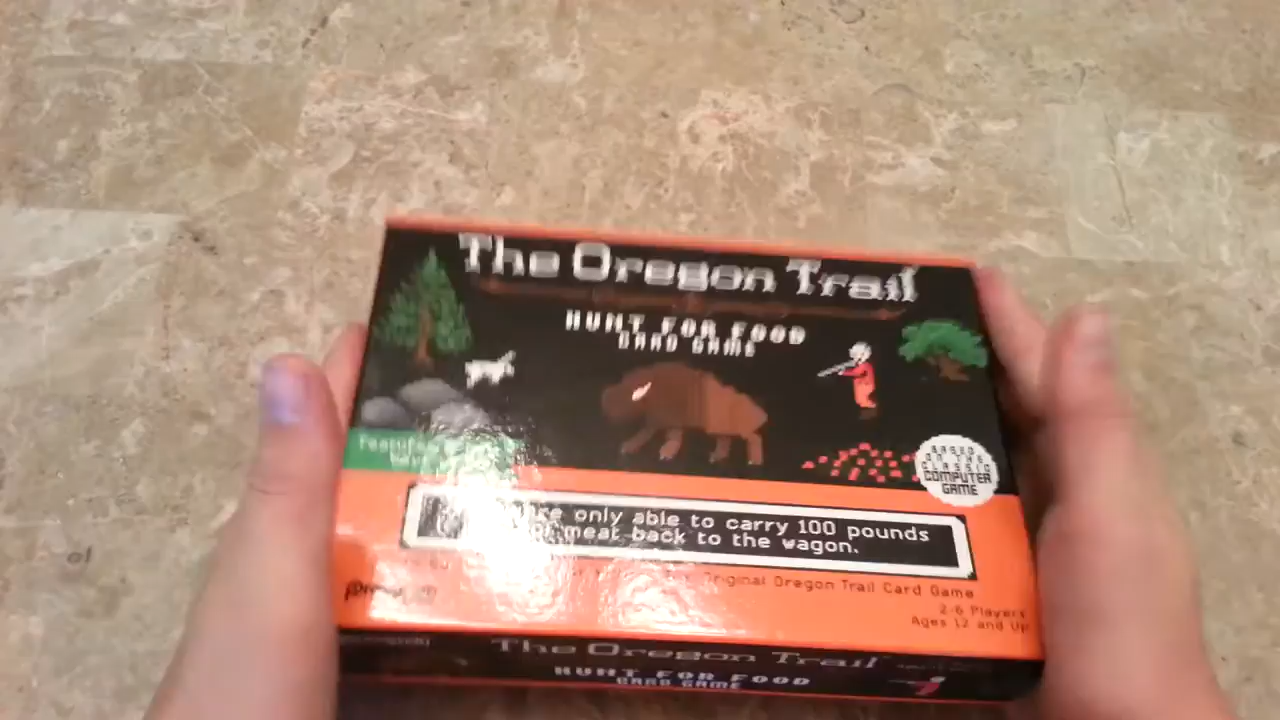 The Oregon Trail
HUNT FOR FOOD
CARD GAME
BASED
ON THE
CLASSIC
COMPUTER
GAME
only able to carry 100 pounds
meat back to the wagon.
Original Oregon Trail Card Game
2-6 Players
Ages 12 and Up
The Oregon Trail
HUNT FOR FOOD
CARD GAME